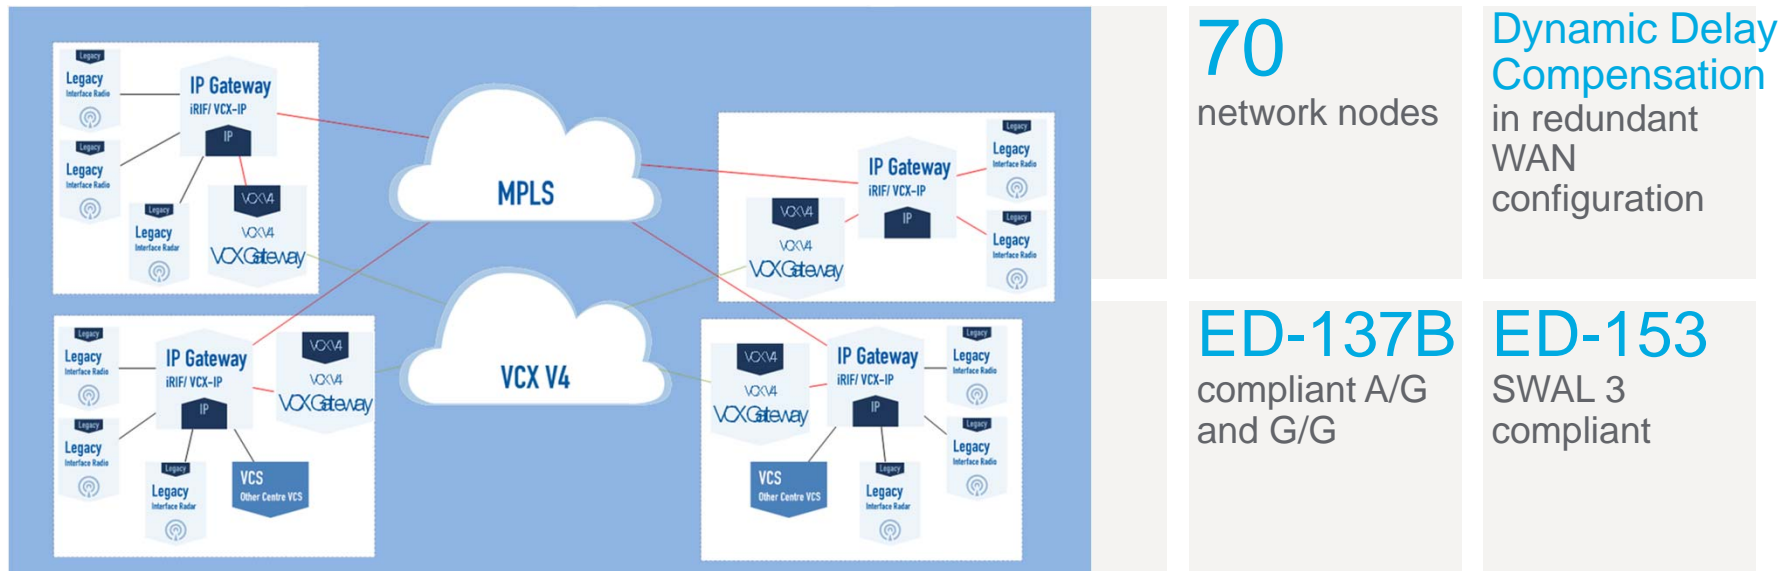 Legacy
Legacy
Interface Radio
IP Gateway
iRIF/ VCX-IP
IP
Legacy
Legacy
Interface Radio
Legacy
Legacy
Interface Radar
VCXV4
VCXV4
VCXGateway
MPLS
IP Gateway
iRIF/ VCX-IP
IP
Legacy
Legacy
Interface Radio
Legacy
Legacy
Interface Radio
VCXV4
VCXV4
VCXGateway
Legacy
Legacy
Interface Radio
IP Gateway
iRIF/ VCX-IP
IP
VCXV4
VCXV4
VCXGateway
Legacy
Legacy
Interface Radio
Legacy
Legacy
Interface Radar
VCS
Other Centre VCS
VCX V4
VCXV4
VCXV4
VCXGateway
IP Gateway
iRIF/ VCX-IP
IP
Legacy
Legacy
Interface Radio
Legacy
Legacy
Interface Radio
VCS
Other Centre VCS
Legacy
Legacy
Interface Radar
70
network nodes
Dynamic Delay
Compensation
in redundant
WAN
configuration
ED-137B
compliant A/G
and G/G
ED-153
SWAL 3
compliant